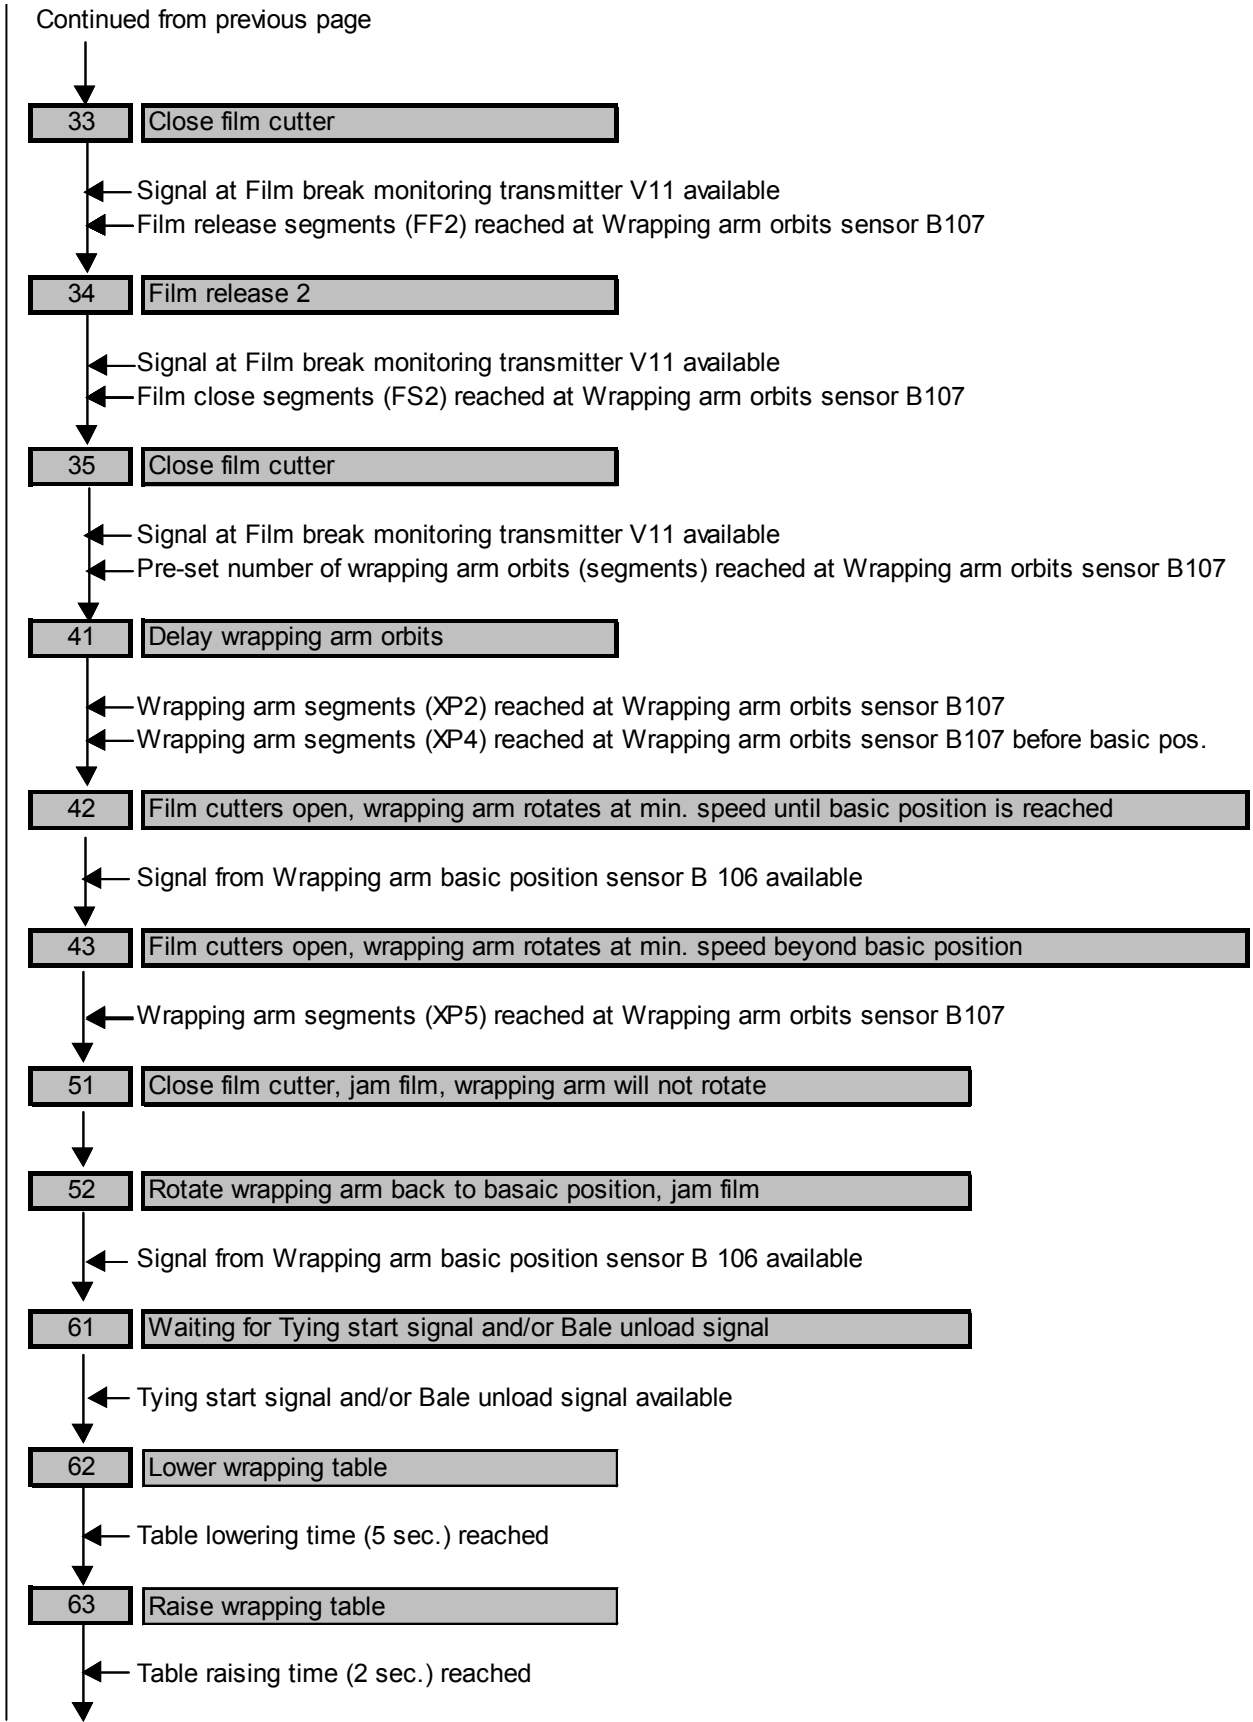 Continued from previous page
33 Close film cutter
Signal at Film break monitoring transmitter V11 available
Film release segments (FF2) reached at Wrapping arm orbits sensor B107
34 Film release 2
Signal at Film break monitoring transmitter V11 available
Film close segments (FS2) reached at Wrapping arm orbits sensor B107
35 Close film cutter
Signal at Film break monitoring transmitter V11 available
Pre-set number of wrapping arm orbits (segments) reached at Wrapping arm orbits sensor B107
41 Delay wrapping arm orbits
Wrapping arm segments (XP2) reached at Wrapping arm orbits sensor B107
Wrapping arm segments (XP4) reached at Wrapping arm orbits sensor B107 before basic pos.
42 Film cutters open, wrapping arm rotates at min. speed until basic position is reached
Signal from Wrapping arm basic position sensor B 106 available
43 Film cutters open, wrapping arm rotates at min. speed beyond basic position
Wrapping arm segments (XP5) reached at Wrapping arm orbits sensor B107
51 Close film cutter, jam film, wrapping arm will not rotate
52 Rotate wrapping arm back to basaic position, jam film
Signal from Wrapping arm basic position sensor B 106 available
61 Waiting for Tying start signal and/or Bale unload signal
Tying start signal and/or Bale unload signal available
62 Lower wrapping table
Table lowering time (5 sec.) reached
63 Raise wrapping table
Table raising time (2 sec.) reached